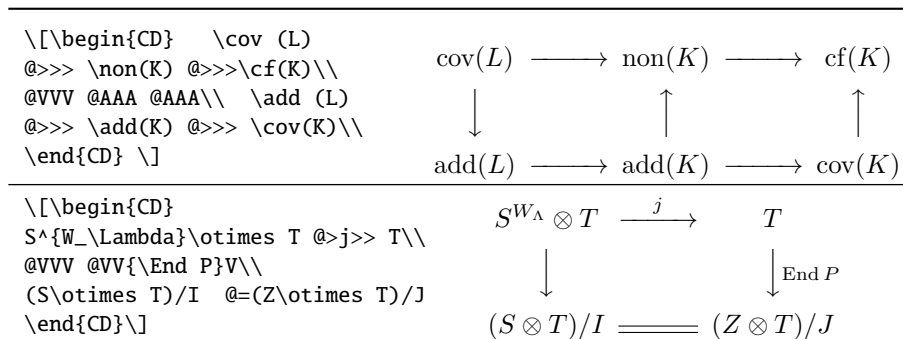 \[\begin{CD}   \cov (L)
@>>> \non(K) @>>>\cf(K)\\
@VVV @AAA @AAA\\  \add (L)
@>>> \add(K) @>>> \cov(K)\\
\end{CD} \]
cov(L) → non(K) → cf(K)
↓ ↑ ↑
add(L) → add(K) → cov(K)
\[\begin{CD}
S^{W_\Lambda}\otimes T @>j>> T\\
@VVV @VV{\End P}V\\
(S\otimes T)/I  @=(Z\otimes T)/J
\end{CD}\]
j
S^{W_Λ} ⊗ T → T
↓ ↓ End P
(S ⊗ T)/I = (Z ⊗ T)/J